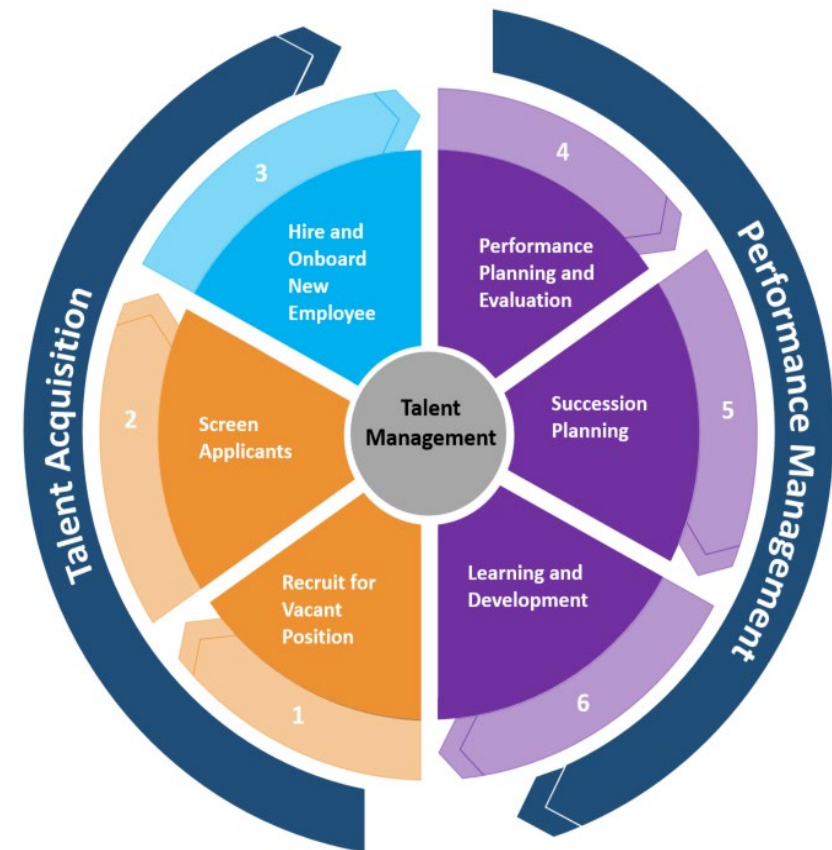 Talent Acquisition
Performance Management
Talent
Management
1
Recruit for
Vacant
Position
2
Screen
Applicants
3
Hire and
Onboard
New
Employee
4
Performance
Planning and
Evaluation
5
Succession
Planning
6
Learning and
Development